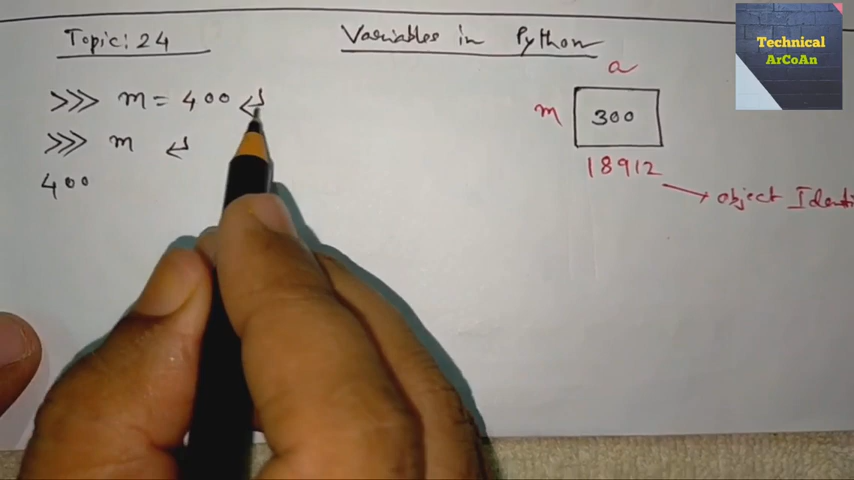 Topic: 24
Variables in Python
Technical
ArCoAn
>>> m = 400 ↵
>>> m ↵
400
a
m
300
18912
→ object Identi